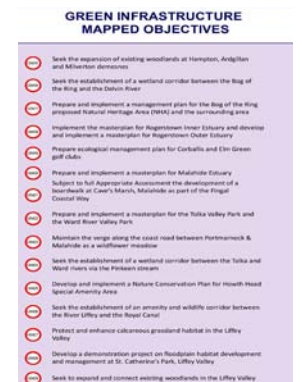 GREEN INFRASTRUCTURE
MAPPED OBJECTIVES
Seek the expansion of existing woodlands at Hampton, Ardgillan
and Milverton demesnes
Seek the establishment of a wetland corridor between the Bog of
the Ring and the Delvin River
Prepare and implement a management plan for the Bog of the Ring
proposed Natural Heritage Area (NHA) and the surrounding area
Implement the masterplan for Rogerstown Inner Estuary and develop
and implement a masterplan for Rogerstown Outer Estuary
Prepare ecological management plan for Corballis and Elm Green
golf clubs
Prepare and implement a masterplan for Malahide Estuary
Subject to full Appropriate Assessment the development of a
boardwalk at Cave's Marsh, Malahide as part of the Fingal
Coastal Way
Prepare and implement a masterplan for the Tolka Valley Park and
the Ward River Valley Park
Maintain the verge along the coast road between Portmarnock &
Malahide as a wildflower meadow
Seek the establishment of a wetland corridor between the Tolka and
Ward rivers via the Pinkeen stream
Develop and implement a Nature Conservation Plan for Howth Head
Special Amenity Area
Seek the establishment of an amenity and wildlife corridor between
the River Liffey and the Royal Canal
Protect and enhance calcareous grassland habitat in the Liffey
Valley
Develop a demonstration project on floodplain habitat development
and management at St. Catherine's Park, Liffey Valley
Seek to expand and connect existing woodlands in the Liffey Valley